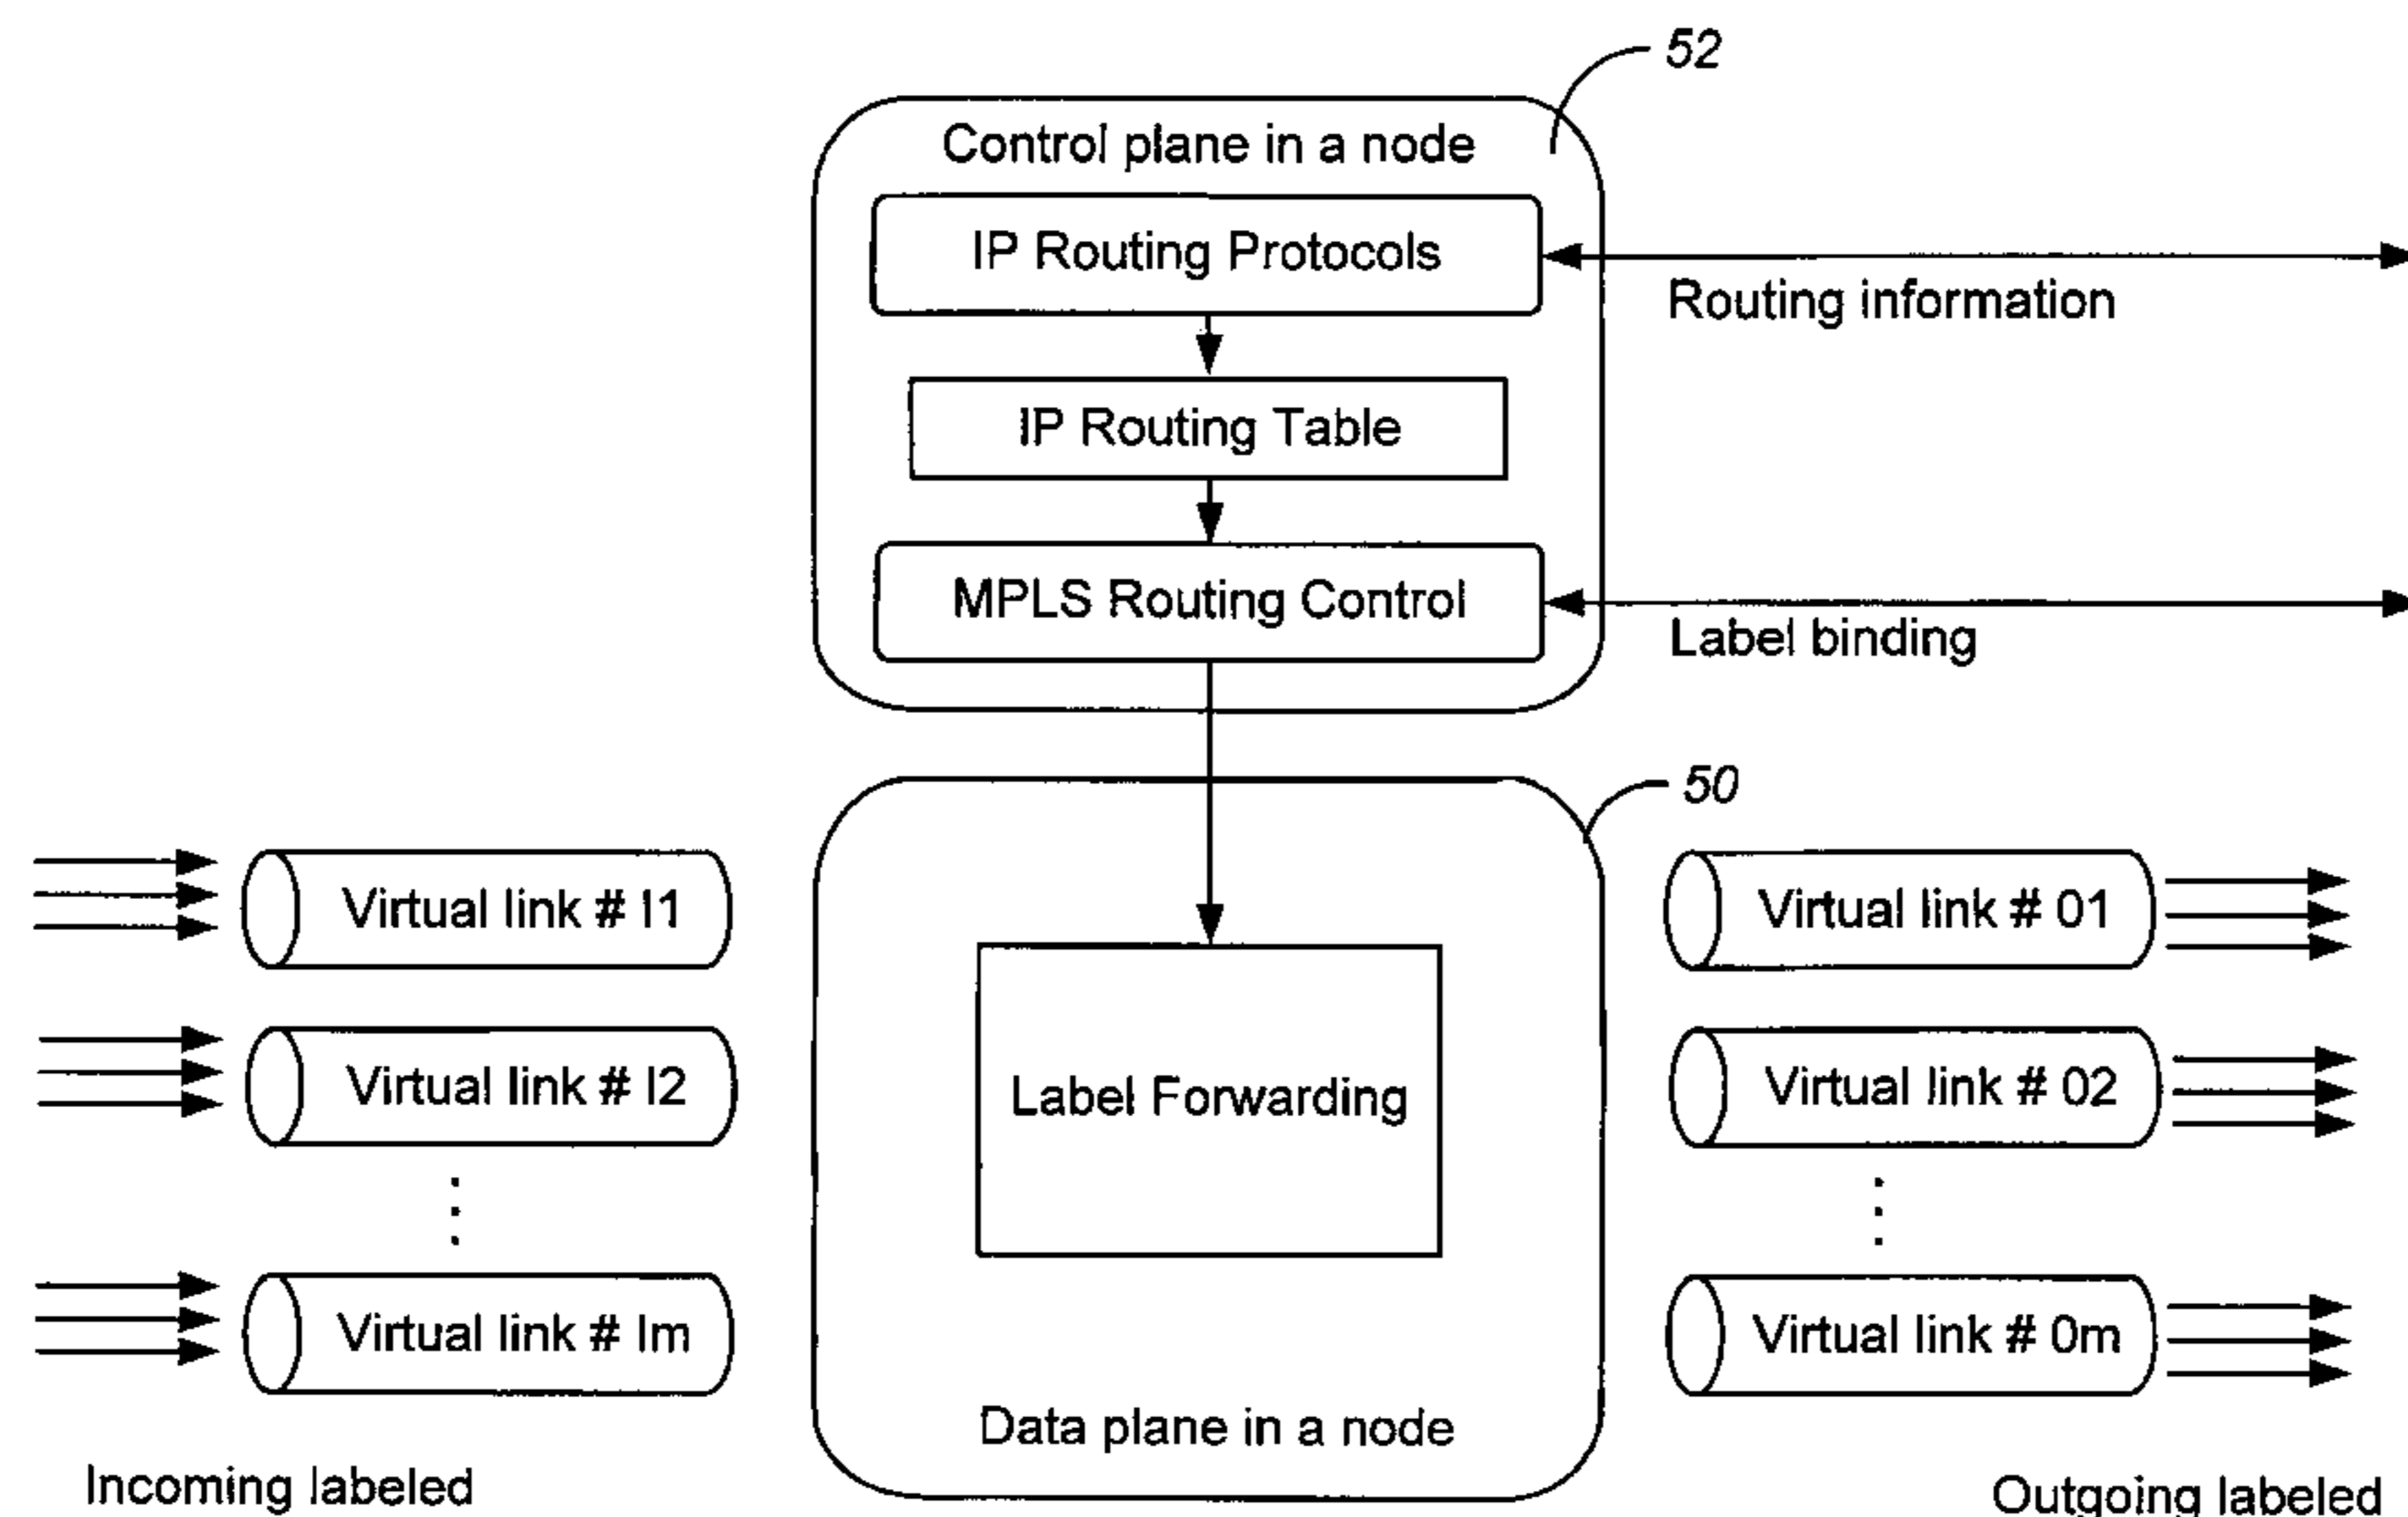 52
Control plane in a node
IP Routing Protocols
Routing information
IP Routing Table
MPLS Routing Control
Label binding
50
Virtual link # I1
Virtual link # 01
Virtual link # I2
Label Forwarding
Virtual link # 02
Virtual link # Im
Virtual link # 0m
Data plane in a node
Incoming labeled
Outgoing labeled